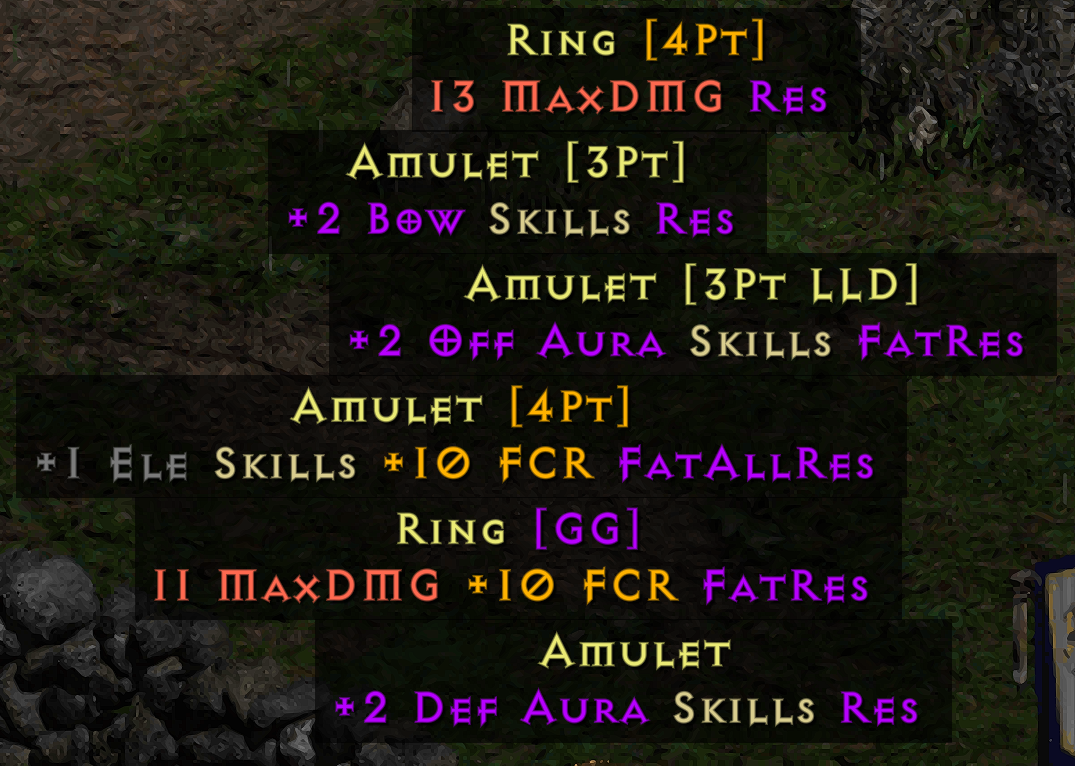 Ring [4Pt]
13 MaxDMG Res
Amulet [3Pt]
+2 Bow Skills Res
Amulet [3Pt LLD]
+2 Off Aura Skills FatRes
Amulet [4Pt]
+1 Ele Skills +10 FCR FatAllRes
Ring [GG]
11 MaxDMG +10 FCR FatRes
Amulet
+2 Def Aura Skills Res